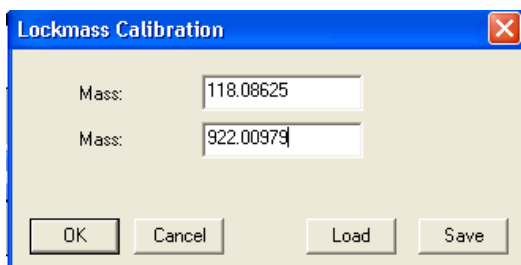 Lockmass Calibration
Mass: 118.08625
Mass: 922.00979
OK Cancel Load Save